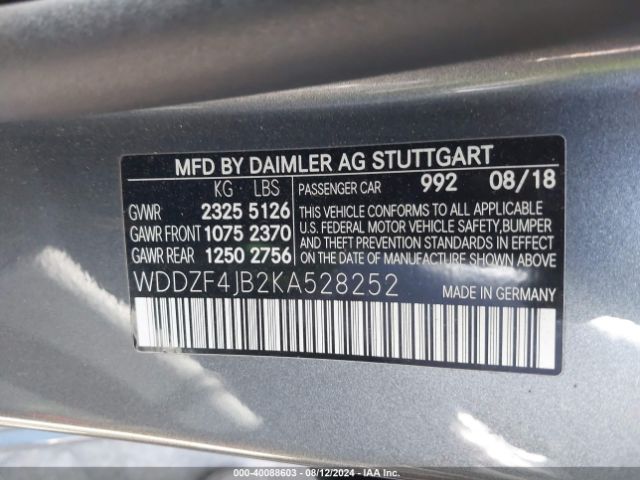 MFD BY DAIMLER AG STUTTGART
KG LBS
GVWR 2325 5126
GAWR FRONT 1075 2370
GAWR REAR 1250 2756
PASSENGER CAR 992 08/18
THIS VEHICLE CONFORMS TO ALL APPLICABLE
U.S. FEDERAL MOTOR VEHICLE SAFETY,BUMPER
AND THEFT PREVENTION STANDARDS IN EFFECT
ON THE DATE OF MANUFACTURE SHOWN ABOVE.
WDDZF4JB2KA528252 MADE IN GERMANY
000-40088603 - 08/12/2024 - IAA Inc.